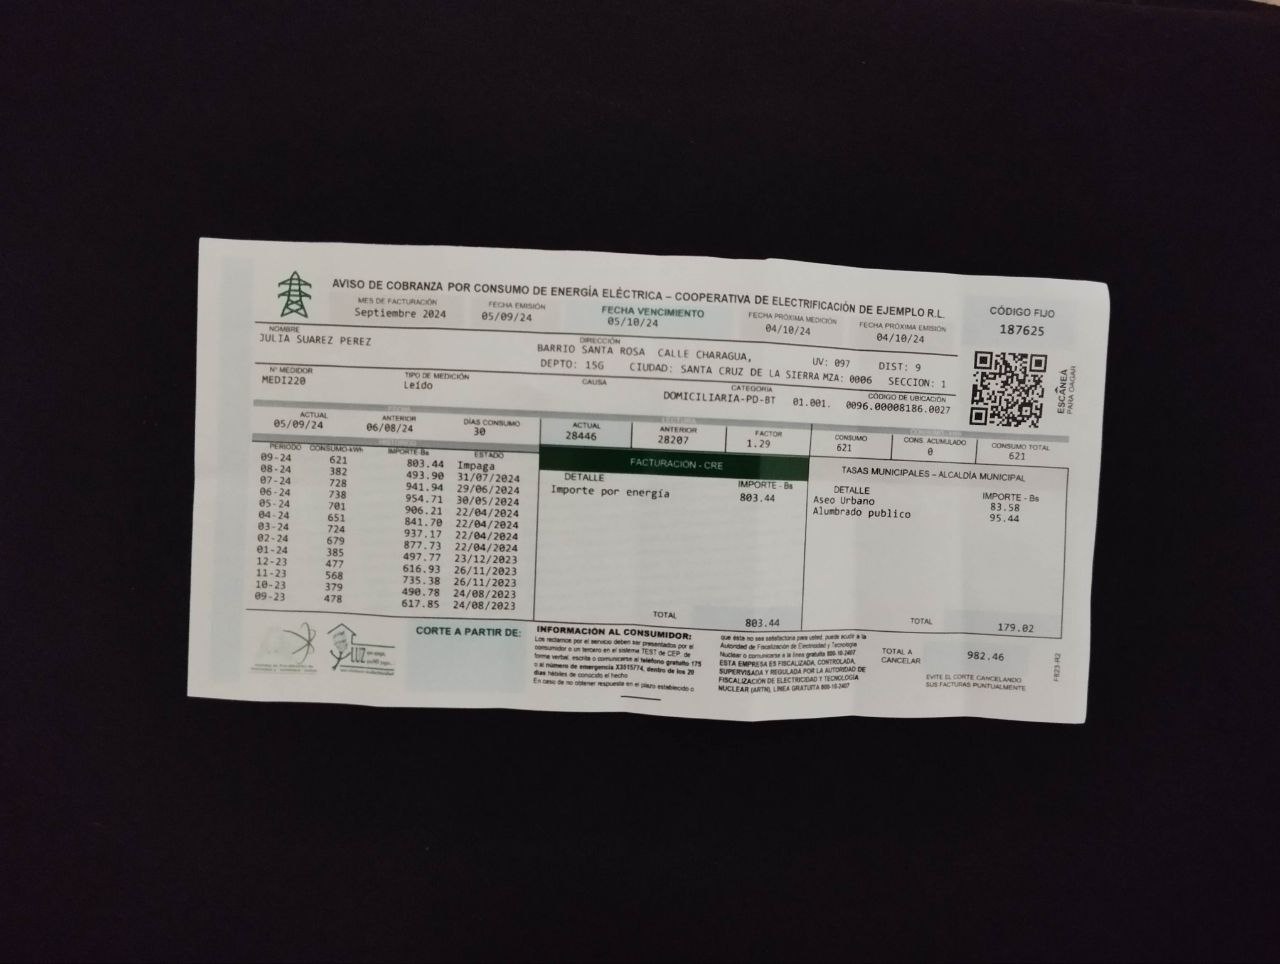 AVISO DE COBRANZA POR CONSUMO DE ENERGÍA ELÉCTRICA – COOPERATIVA DE ELECTRIFICACIÓN DE EJEMPLO R.L.
MES DE FACTURACIÓN FECHA EMISIÓN FECHA VENCIMIENTO FECHA PRÓXIMA MEDICIÓN FECHA PRÓXIMA EMISIÓN CÓDIGO FIJO
Septiembre 2024 05/09/24 05/10/24 04/10/24 04/10/24 187625
NOMBRE DIRECCIÓN
JULIA SUAREZ PEREZ BARRIO SANTA ROSA CALLE CHARAGUA, UV: 097 DIST: 9
DEPTO: 15G CIUDAD: SANTA CRUZ DE LA SIERRA MZA: 0006 SECCION: 1
ESCANEÁ
PARA PAGAR
Nº MEDIDOR TIPO DE MEDICIÓN CAUSA CATEGORÍA CÓDIGO DE UBICACIÓN
MEDI220 Leído DOMICILIARIA-PD-BT 01.001. 0096.00008186.0027
ACTUAL ANTERIOR DÍAS CONSUMO ACTUAL ANTERIOR FACTOR CONSUMO CONS. ACUMULADO CONSUMO TOTAL
05/09/24 06/08/24 30 28446 28207 1.29 621 0 621
PERIODO CONSUMO-kWh IMPORTE-Bs ESTADO
09-24 621 803.44 Impaga
08-24 382 493.90 31/07/2024
07-24 728 941.94 29/06/2024
06-24 738 954.71 30/05/2024
05-24 701 906.21 22/04/2024
04-24 651 841.70 22/04/2024
03-24 724 937.17 22/04/2024
02-24 679 877.73 22/04/2024
01-24 385 497.77 23/12/2023
12-23 477 616.93 26/11/2023
11-23 568 735.38 26/11/2023
10-23 379 490.78 24/08/2023
09-23 478 617.85 24/08/2023
FACTURACIÓN - CRE
DETALLE IMPORTE - Bs
Importe por energía 803.44
TOTAL 803.44
TASAS MUNICIPALES – ALCALDÍA MUNICIPAL
DETALLE IMPORTE - Bs
Aseo Urbano 83.58
Alumbrado publico 95.44
TOTAL 179.02
LUZ
CORTE A PARTIR DE:
INFORMACIÓN AL CONSUMIDOR:
Los reclamos por el servicio deben ser presentados por el
consumidor o un tercero en el sistema TEST de CEP. de
forma verbal, escrita o comunicarse al teléfono gratuito 175
o al número de emergencia X3515774, dentro de los 20
días hábiles de conocido el hecho
En caso de no obtener respuesta en el plazo establecido o
que ésta no sea satisfactoria para usted, puede acudir a la
Autoridad de Fiscalización de Electricidad y Tecnología
Nuclear o comunicarse a la línea gratuita 800-10-2407
ESTA EMPRESA ES FISCALIZADA, CONTROLADA,
SUPERVISADA Y REGULADA POR LA AUTORIDAD DE
FISCALIZACIÓN DE ELECTRICIDAD Y TECNOLOGÍA
NUCLEAR (ARTN), LINEA GRATUITA 800-10-2407
TOTAL A
CANCELAR 982.46
EVITE EL CORTE CANCELANDO
SUS FACTURAS PUNTUALMENTE
F823-R2